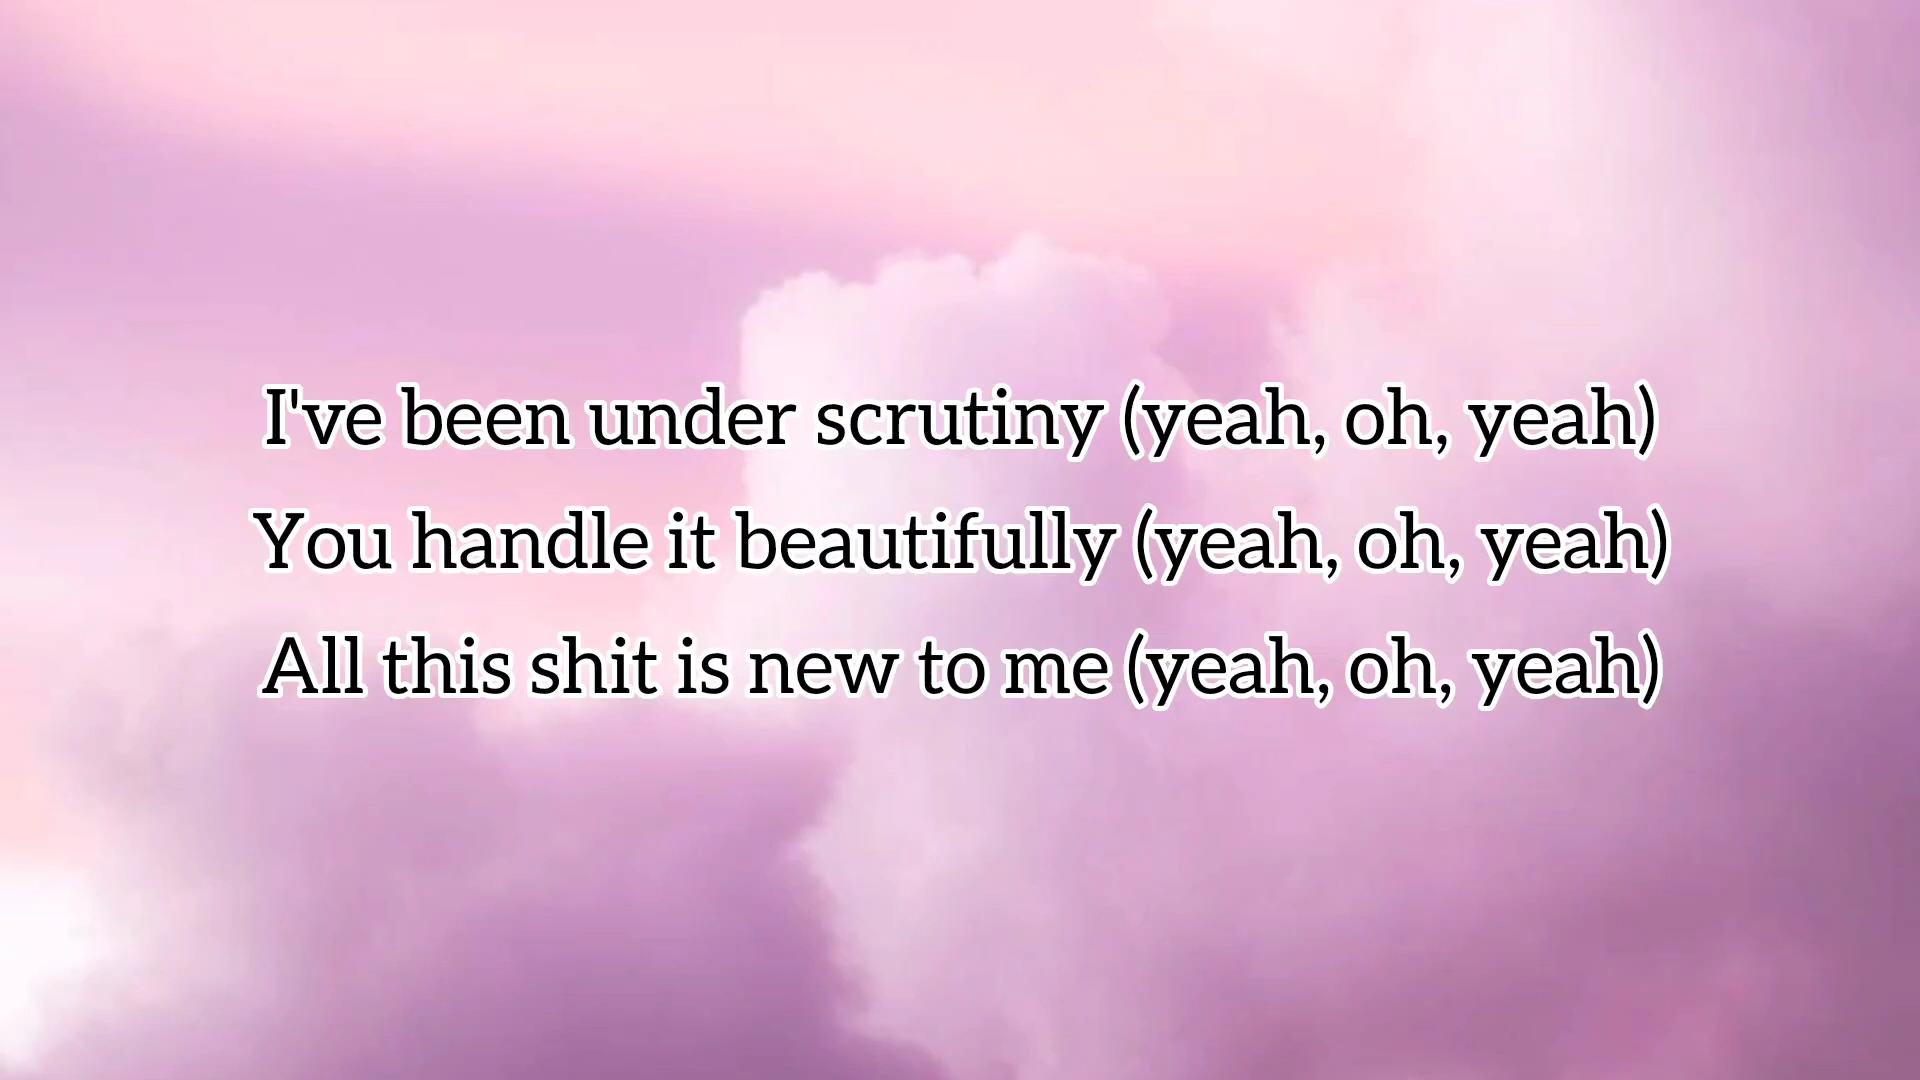 I've been under scrutiny (yeah, oh, yeah)
You handle it beautifully (yeah, oh, yeah)
All this shit is new to me (yeah, oh, yeah)